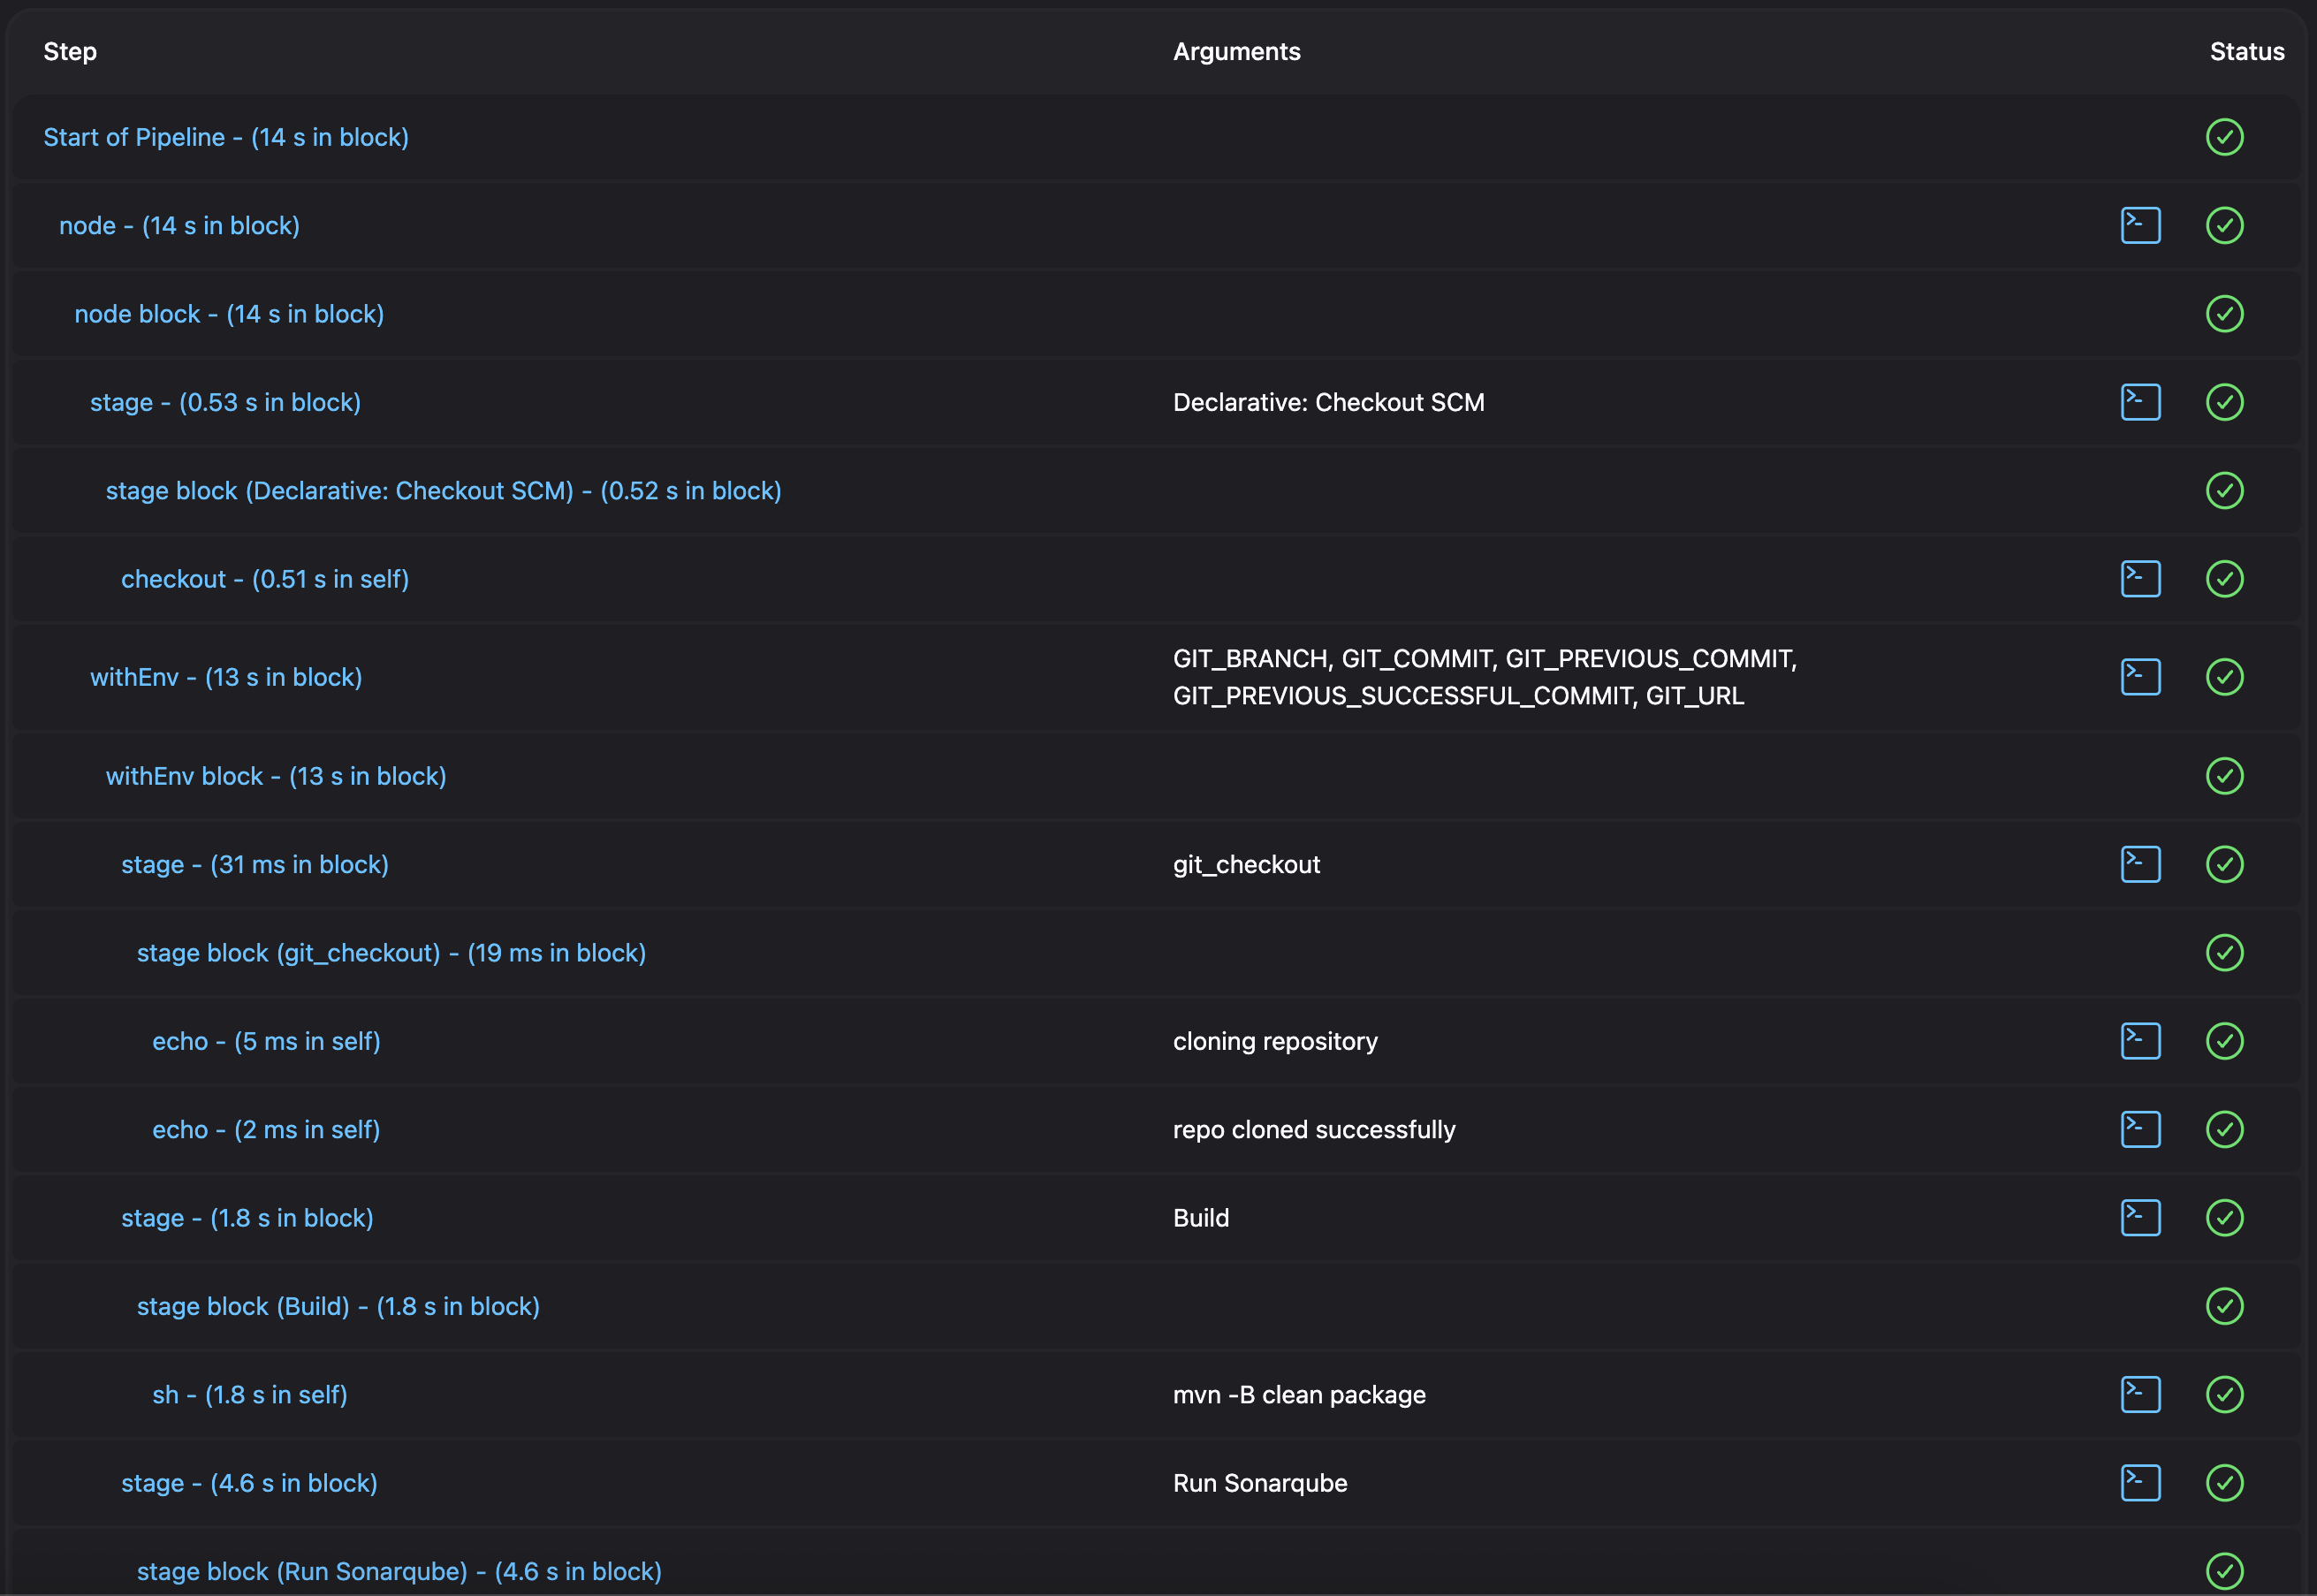 Step Arguments Status
Start of Pipeline - (14 s in block)
node - (14 s in block)
node block - (14 s in block)
stage - (0.53 s in block) Declarative: Checkout SCM
stage block (Declarative: Checkout SCM) - (0.52 s in block)
checkout - (0.51 s in self)
withEnv - (13 s in block) GIT_BRANCH, GIT_COMMIT, GIT_PREVIOUS_COMMIT,
GIT_PREVIOUS_SUCCESSFUL_COMMIT, GIT_URL
withEnv block - (13 s in block)
stage - (31 ms in block) git_checkout
stage block (git_checkout) - (19 ms in block)
echo - (5 ms in self) cloning repository
echo - (2 ms in self) repo cloned successfully
stage - (1.8 s in block) Build
stage block (Build) - (1.8 s in block)
sh - (1.8 s in self) mvn -B clean package
stage - (4.6 s in block) Run Sonarqube
stage block (Run Sonarqube) - (4.6 s in block)